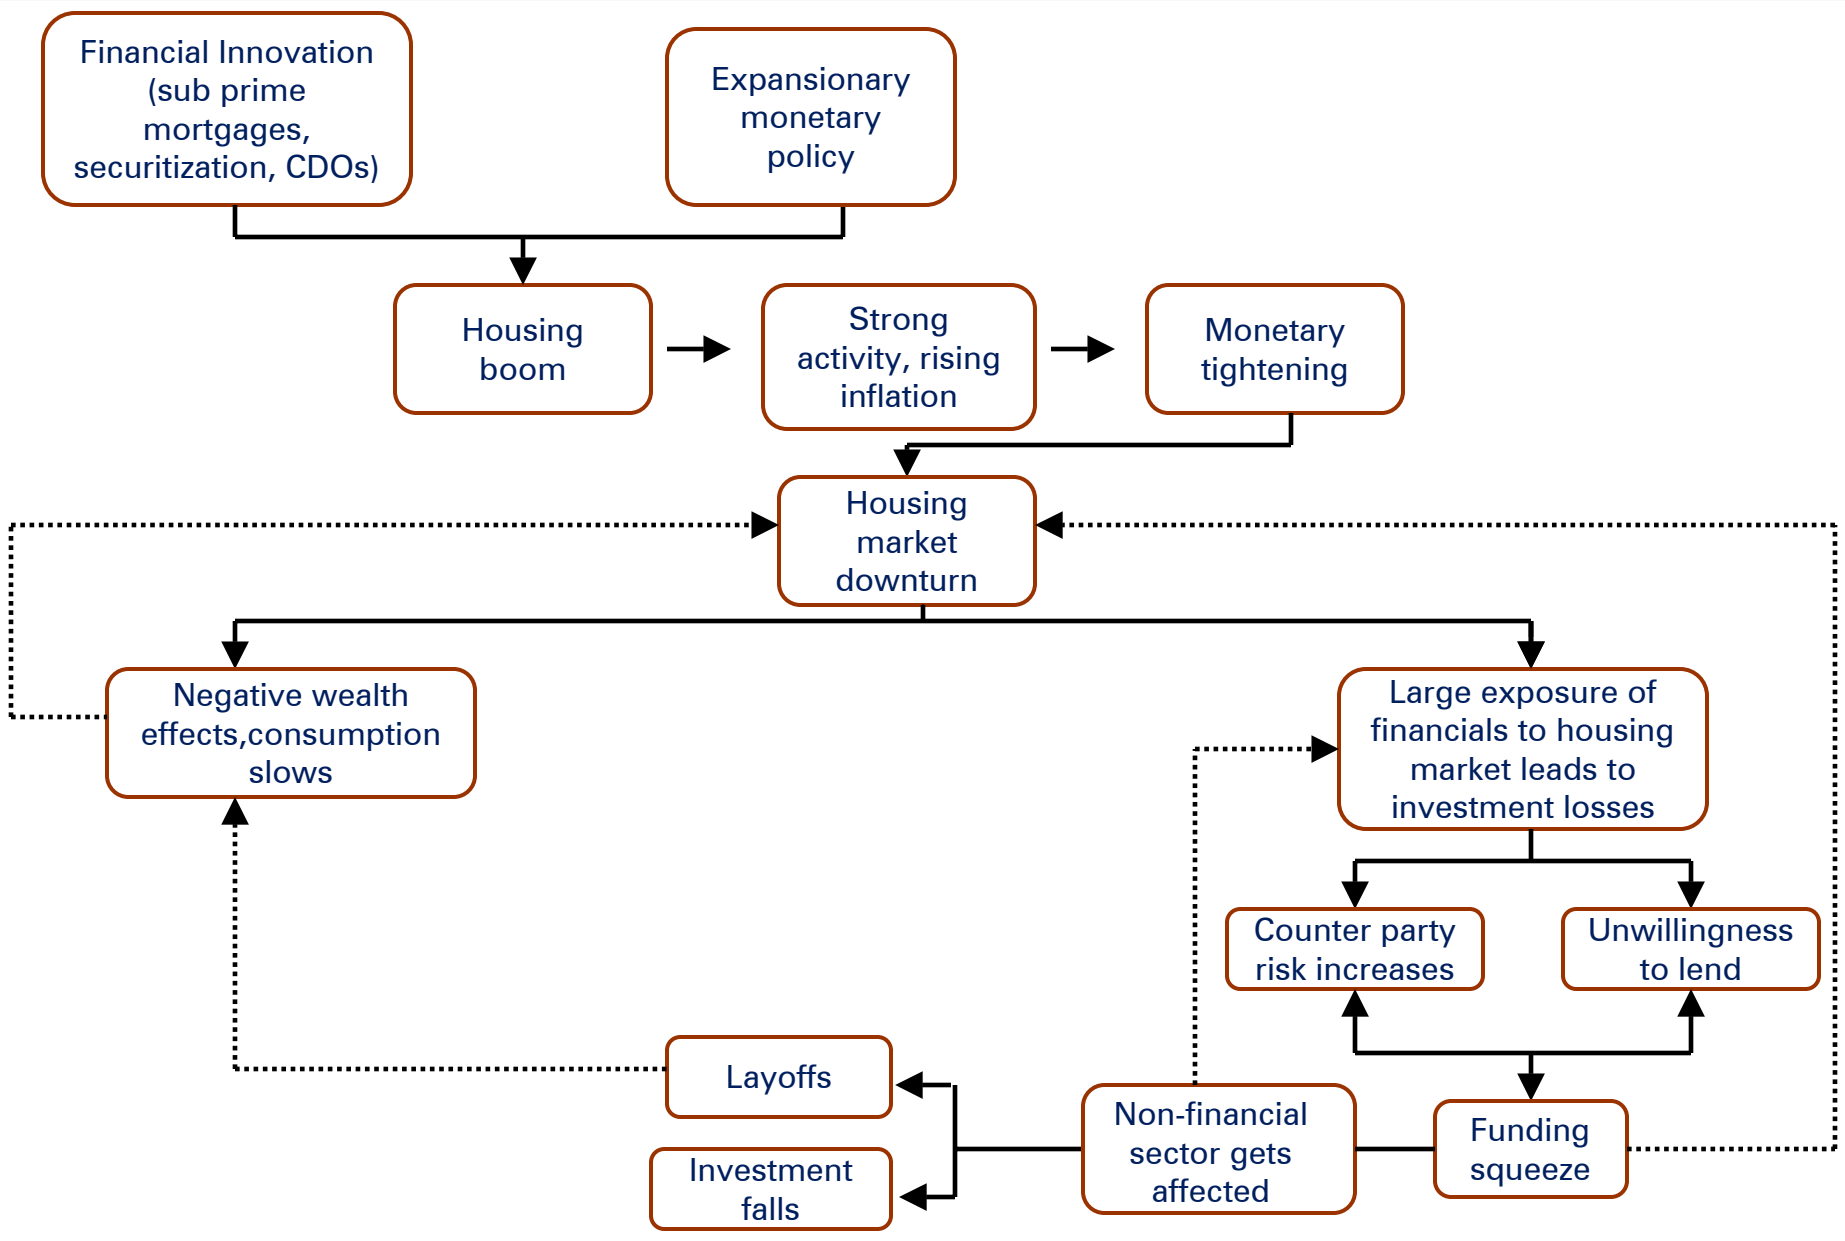 Financial Innovation
(sub prime
mortgages,
securitization, CDOs)
Expansionary
monetary
policy
Housing
boom
Strong
activity, rising
inflation
Monetary
tightening
Housing
market
downturn
Negative wealth
effects,consumption
slows
Large exposure of
financials to housing
market leads to
investment losses
Counter party
risk increases
Unwillingness
to lend
Layoffs
Investment
falls
Non-financial
sector gets
affected
Funding
squeeze